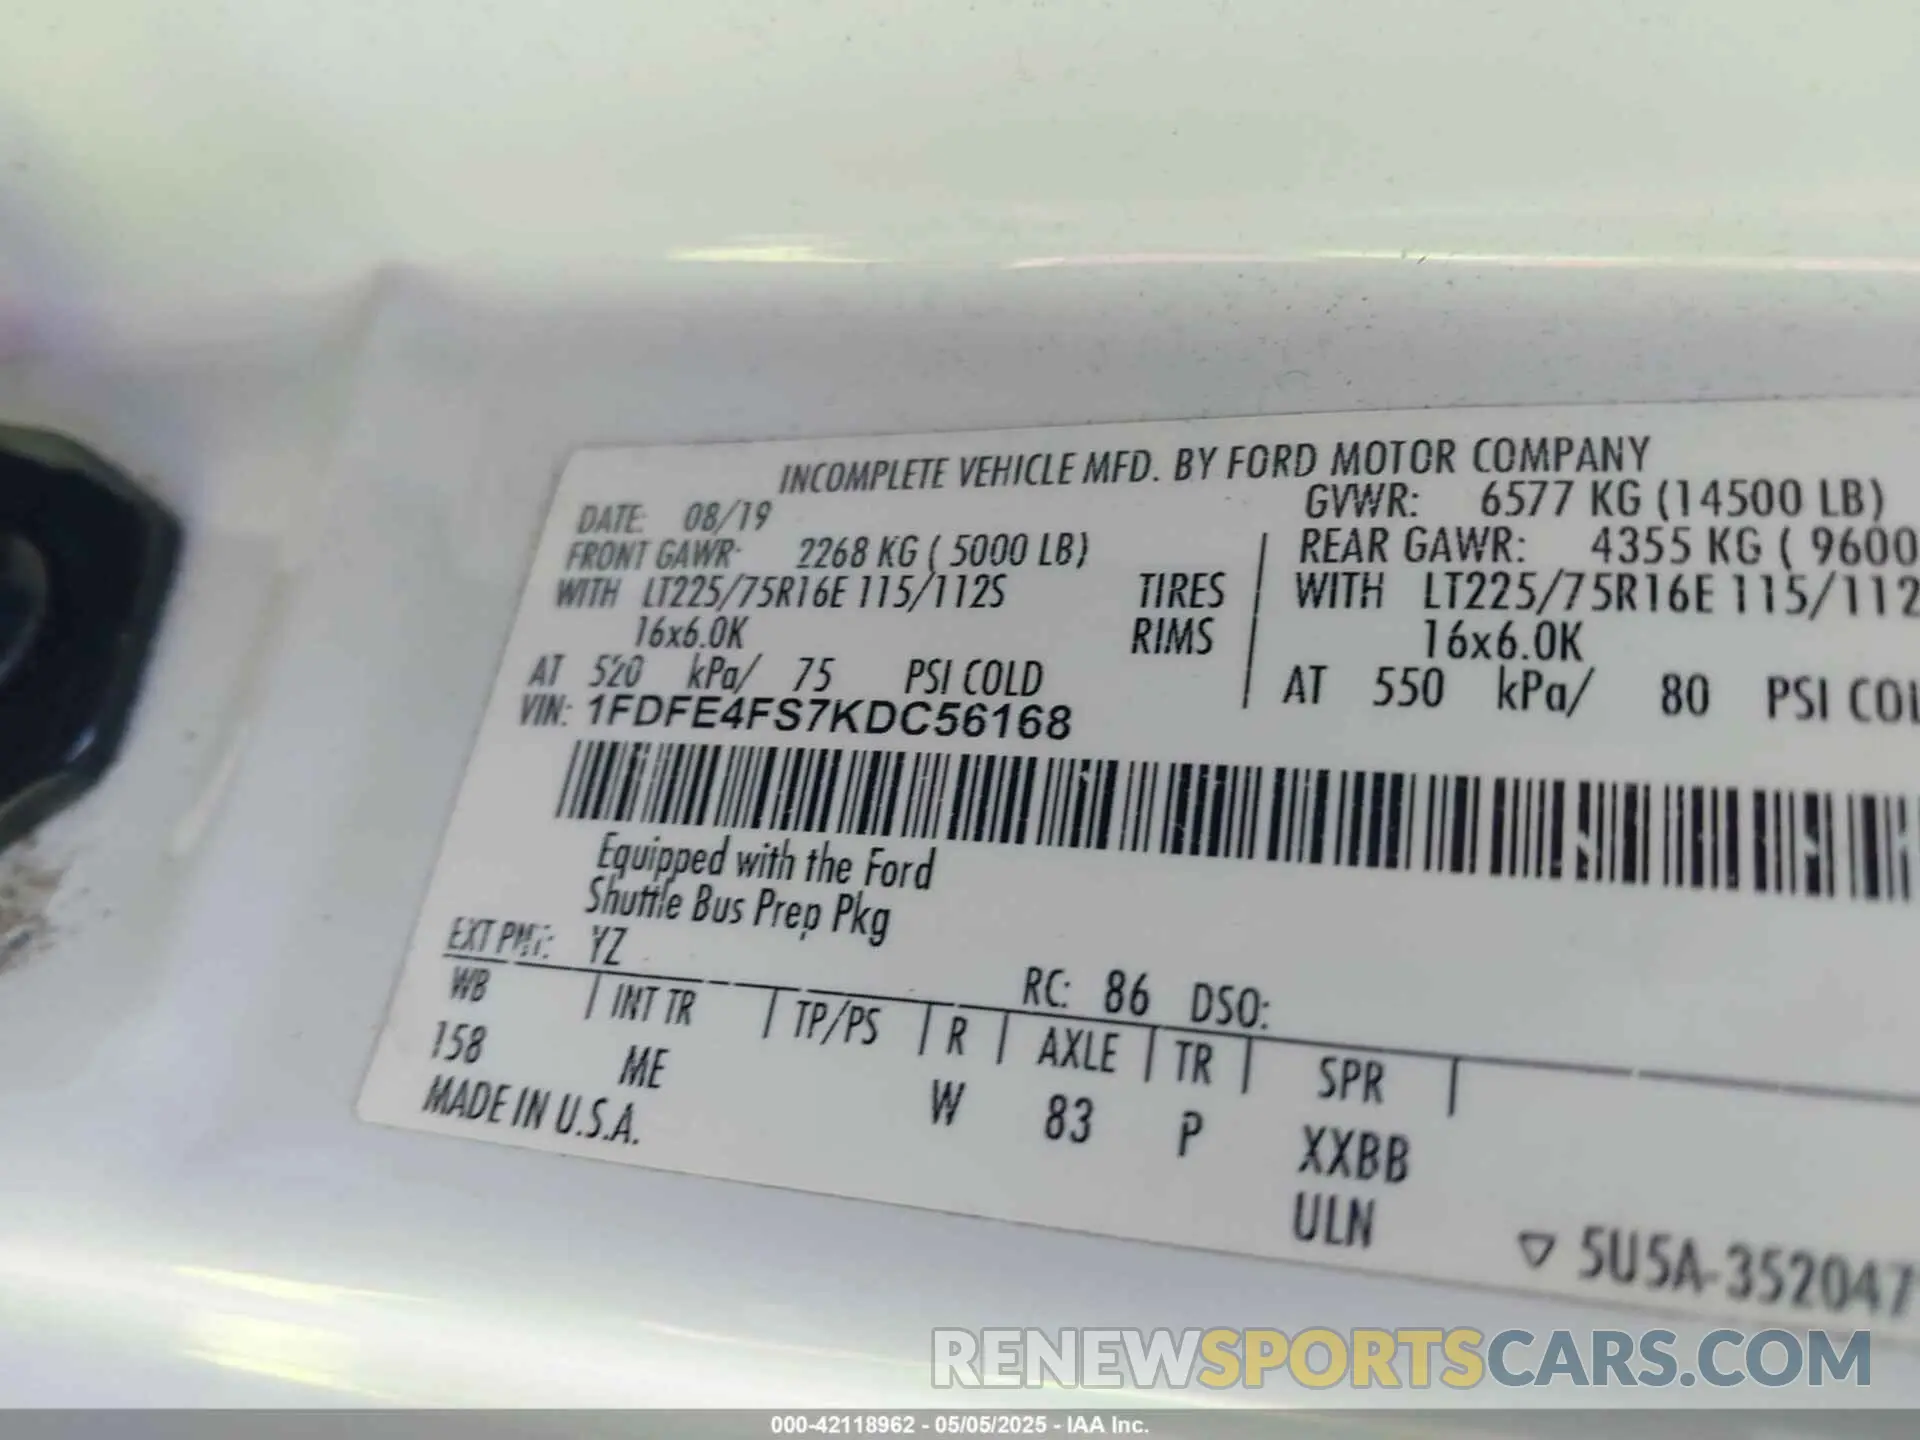 INCOMPLETE VEHICLE MFD. BY FORD MOTOR COMPANY
DATE: 08/19 GVWR: 6577 KG (14500 LB)
FRONT GAWR: 2268 KG ( 5000 LB) REAR GAWR: 4355 KG ( 9600
WITH LT225/75R16E 115/112S TIRES WITH LT225/75R16E 115/112
16x6.0K RIMS 16x6.0K
AT 520 kPa/ 75 PSI COLD AT 550 kPa/ 80 PSI COL
VIN: 1FDFE4FS7KDC56168
Equipped with the Ford
Shuttle Bus Prep Pkg
EXT PNT: YZ RC: 86 DSO:
WB INT TR TP/PS R AXLE TR SPR
158 ME W 83 P XXBB
MADE IN U.S.A. ULN
▽ 5U5A-352047
RENEWSPORTSCARS.COM
000-42118962 - 05/05/2025 - IAA Inc.